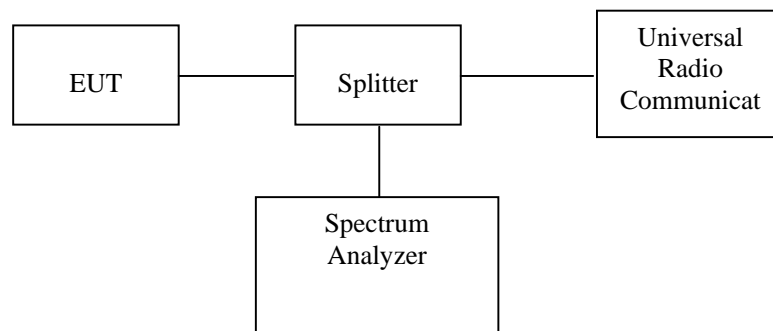 EUT
Splitter
Universal
Radio
Communicat
Spectrum
Analyzer